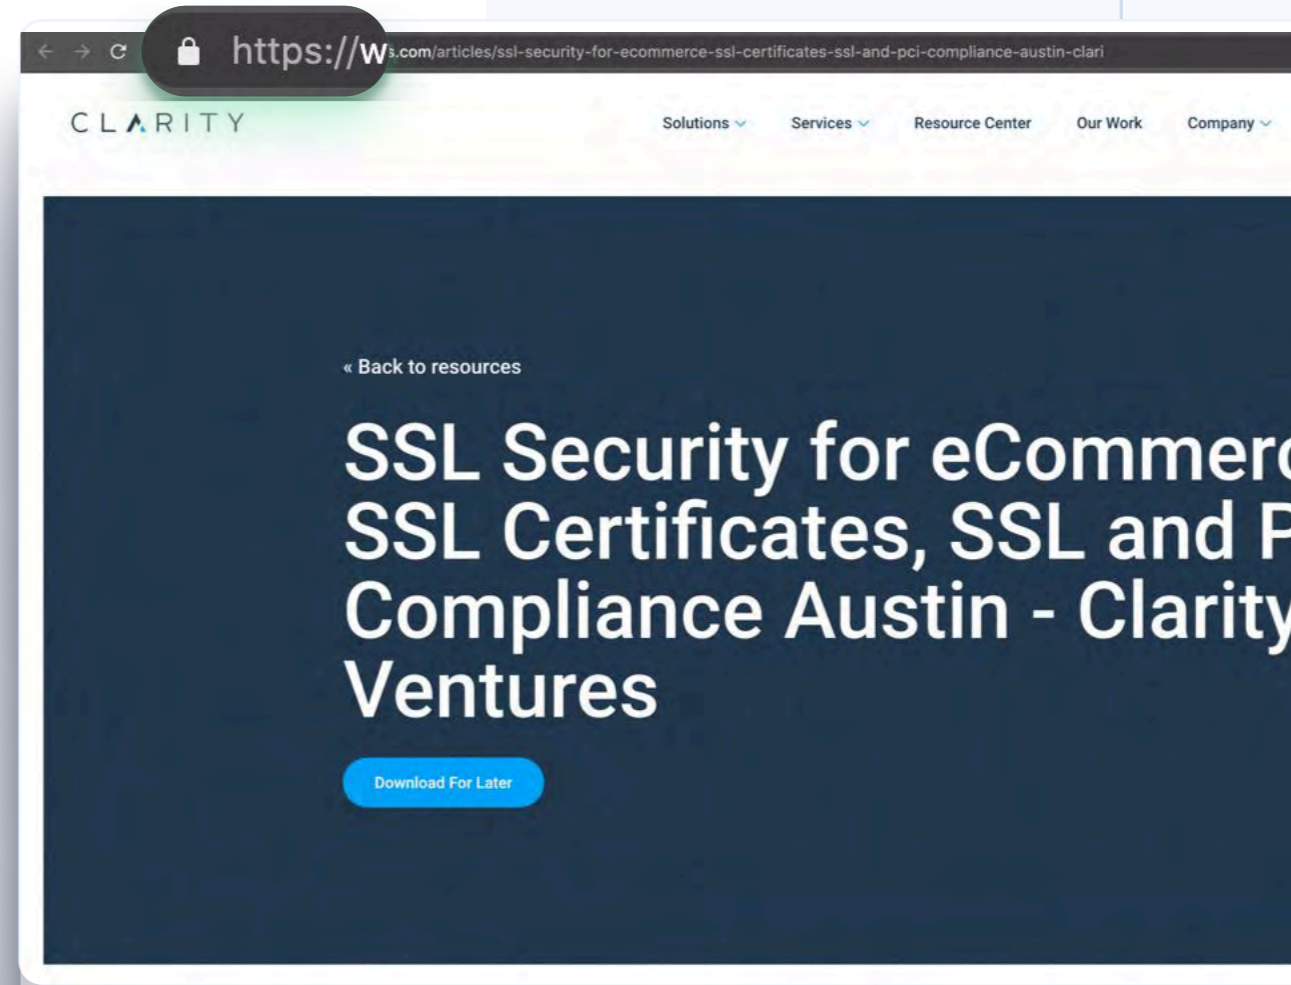 https://w s.com/articles/ssl-security-for-ecommerce-ssl-certificates-ssl-and-pci-compliance-austin-clari
CLARITY
Solutions Services Resource Center Our Work Company
« Back to resources
SSL Security for eCommerc
SSL Certificates, SSL and P
Compliance Austin - Clarity
Ventures
Download For Later